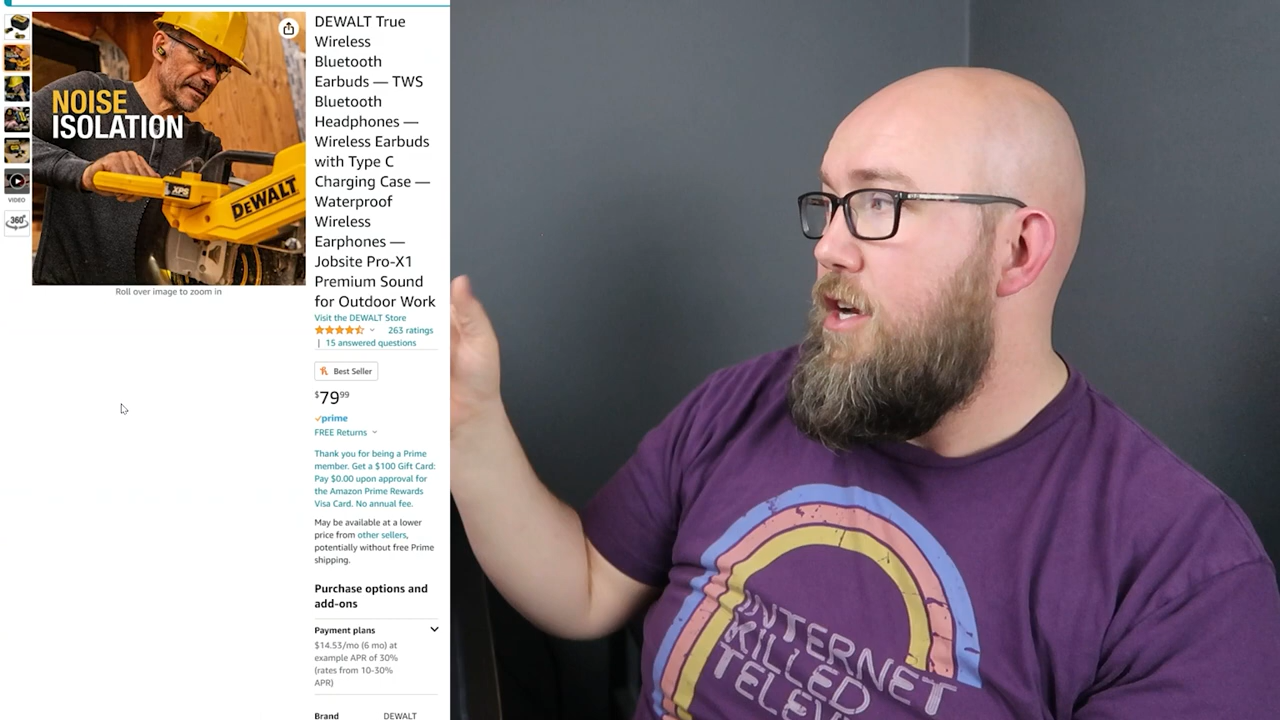 NOISE
ISOLATION
XPS
DEWALT
VIDEO
360°
Roll over image to zoom in
DEWALT True
Wireless
Bluetooth
Earbuds — TWS
Bluetooth
Headphones —
Wireless Earbuds
with Type C
Charging Case —
Waterproof
Wireless
Earphones —
Jobsite Pro-X1
Premium Sound
for Outdoor Work
Visit the DEWALT Store
263 ratings
| 15 answered questions
Best Seller
$79.99
prime
FREE Returns
Thank you for being a Prime
member. Get a $100 Gift Card:
Pay $0.00 upon approval for
the Amazon Prime Rewards
Visa Card. No annual fee.
May be available at a lower
price from other sellers,
potentially without free Prime
shipping.
Purchase options and
add-ons
Payment plans
$14.53/mo (6 mo) at
example APR of 30%
(rates from 10-30%
APR)
Brand DEWALT
INTERNET
KILLED
TELEV